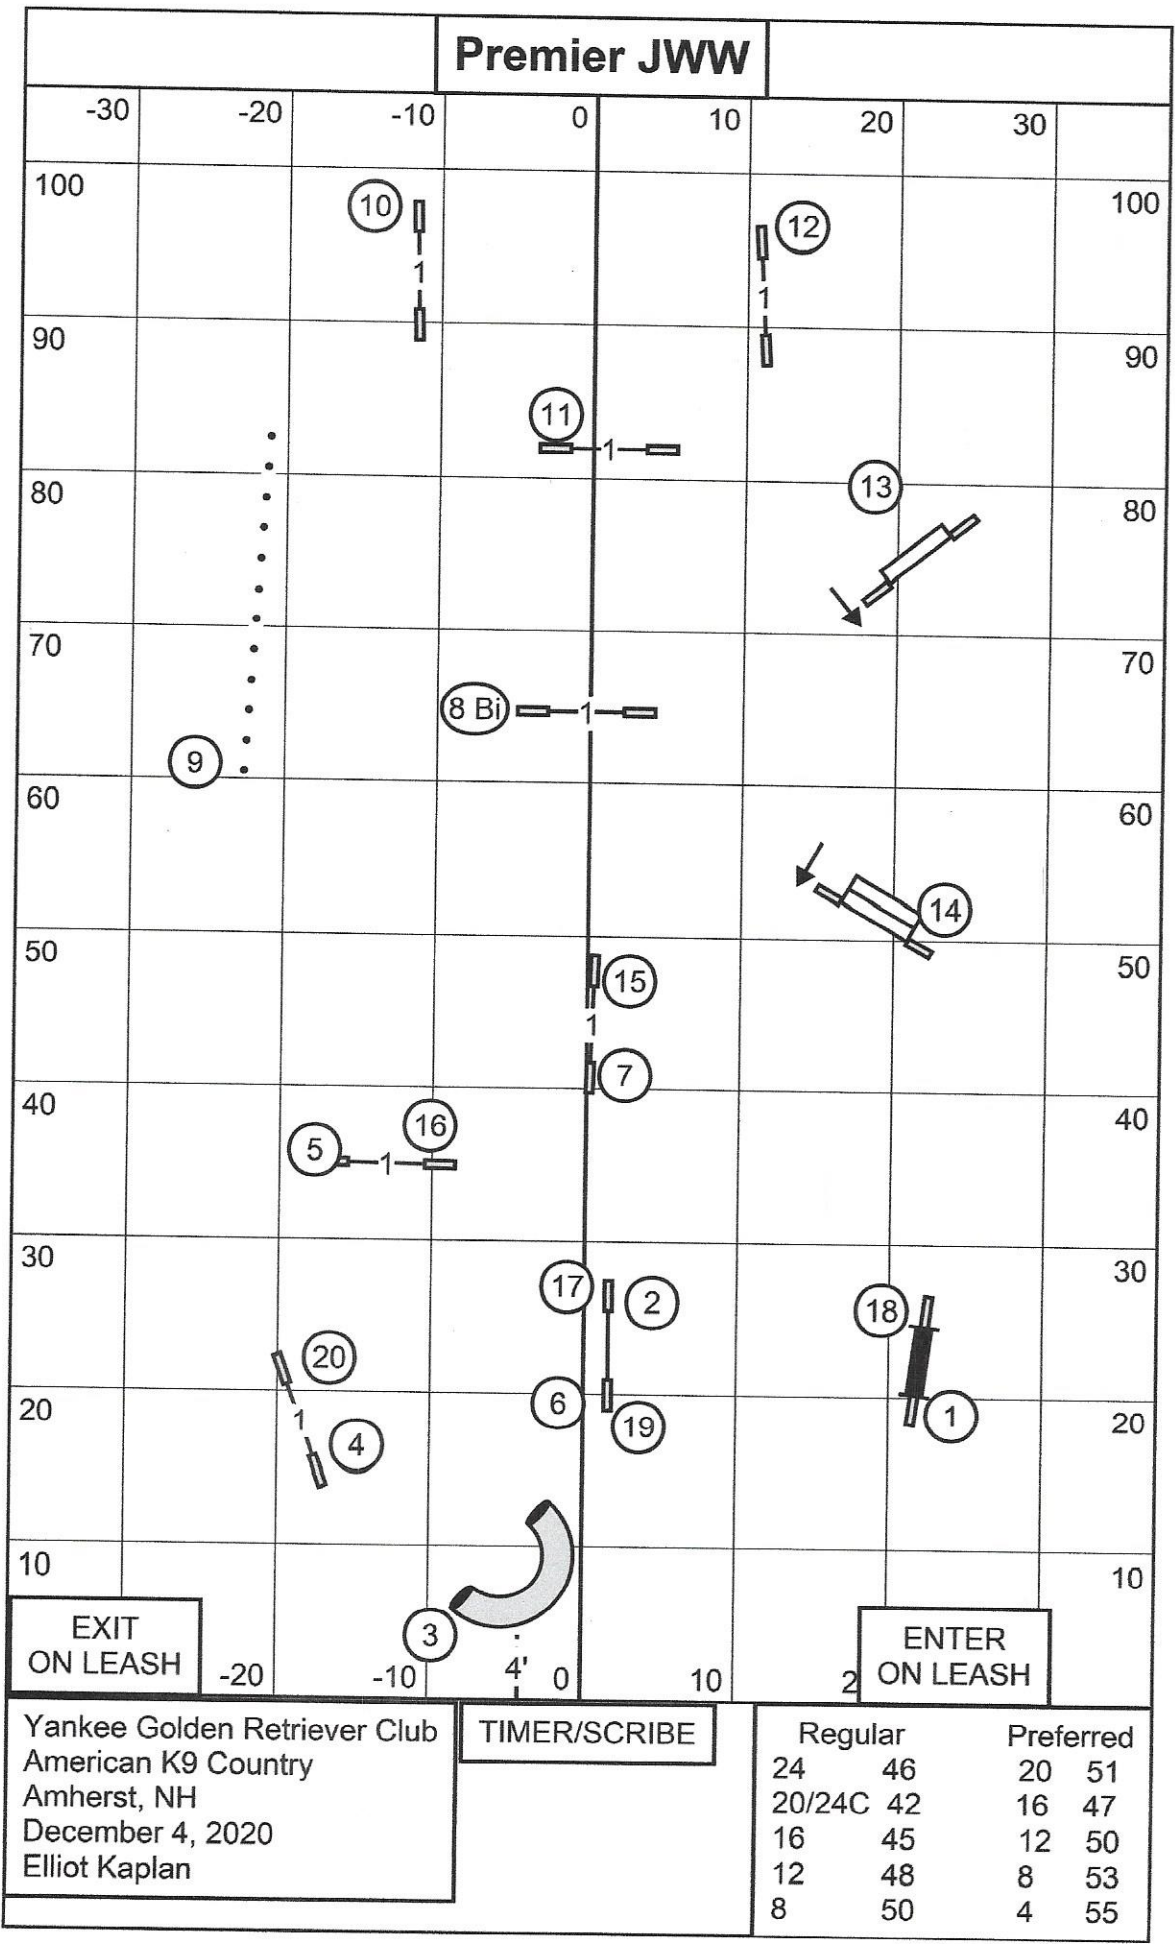 Premier JWW
-30 -20 -10 0 10 20 30
100 100
10
12
1
1
90 90
11
1
13
80 80
70 70
8 Bi 1
9
60 60
14
50 50
15
1
7
40 40
16
5 1
30 30
17 2 18
20
6
20 20
19 1
1
4
10 10
EXIT
ON LEASH
ENTER
ON LEASH
3
-20 -10 4' 0 10 2
Yankee Golden Retriever Club
American K9 Country
Amherst, NH
December 4, 2020
Elliot Kaplan
TIMER/SCRIBE
Regular Preferred
24 46 20 51
20/24C 42 16 47
16 45 12 50
12 48 8 53
8 50 4 55